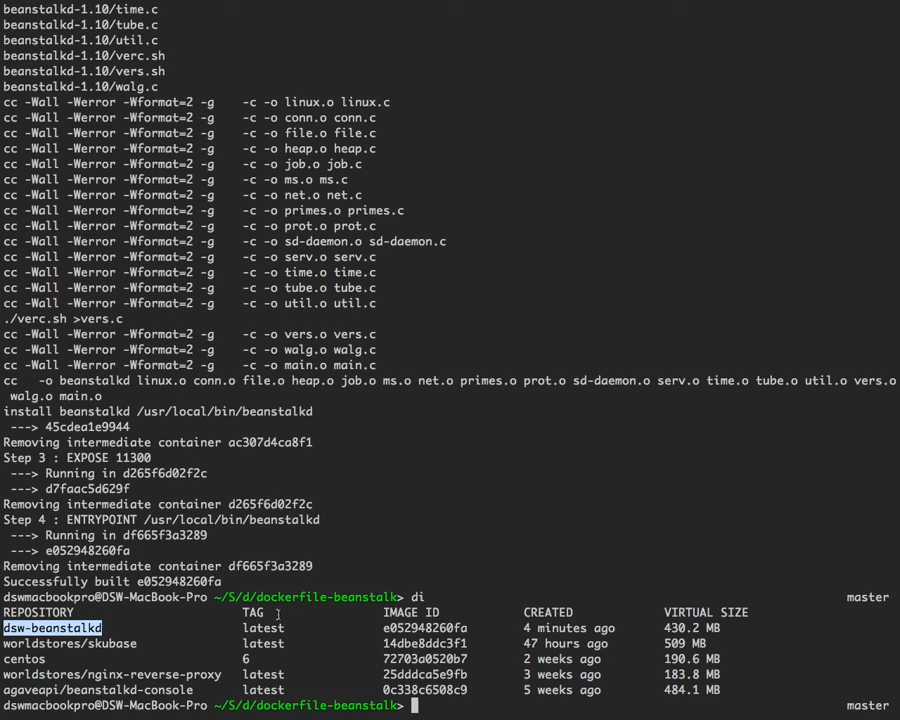 beanstalkd-1.10/time.c
beanstalkd-1.10/tube.c
beanstalkd-1.10/util.c
beanstalkd-1.10/verc.sh
beanstalkd-1.10/vers.sh
beanstalkd-1.10/walg.c
cc -Wall -Werror -Wformat=2 -g    -c -o linux.o linux.c
cc -Wall -Werror -Wformat=2 -g    -c -o conn.o conn.c
cc -Wall -Werror -Wformat=2 -g    -c -o file.o file.c
cc -Wall -Werror -Wformat=2 -g    -c -o heap.o heap.c
cc -Wall -Werror -Wformat=2 -g    -c -o job.o job.c
cc -Wall -Werror -Wformat=2 -g    -c -o ms.o ms.c
cc -Wall -Werror -Wformat=2 -g    -c -o net.o net.c
cc -Wall -Werror -Wformat=2 -g    -c -o primes.o primes.c
cc -Wall -Werror -Wformat=2 -g    -c -o prot.o prot.c
cc -Wall -Werror -Wformat=2 -g    -c -o sd-daemon.o sd-daemon.c
cc -Wall -Werror -Wformat=2 -g    -c -o serv.o serv.c
cc -Wall -Werror -Wformat=2 -g    -c -o time.o time.c
cc -Wall -Werror -Wformat=2 -g    -c -o tube.o tube.c
cc -Wall -Werror -Wformat=2 -g    -c -o util.o util.c
./verc.sh >vers.c
cc -Wall -Werror -Wformat=2 -g    -c -o vers.o vers.c
cc -Wall -Werror -Wformat=2 -g    -c -o walg.o walg.c
cc -Wall -Werror -Wformat=2 -g    -c -o main.o main.c
cc   -o beanstalkd linux.o conn.o file.o heap.o job.o ms.o net.o primes.o prot.o sd-daemon.o serv.o time.o tube.o util.o vers.o
walg.o main.o
install beanstalkd /usr/local/bin/beanstalkd
---> 45cdea1e9944
Removing intermediate container ac307d4ca8f1
Step 3 : EXPOSE 11300
---> Running in d265f6d02f2c
---> d7faac5d629f
Removing intermediate container d265f6d02f2c
Step 4 : ENTRYPOINT /usr/local/bin/beanstalkd
---> Running in df665f3a3289
---> e052948260fa
Removing intermediate container df665f3a3289
Successfully built e052948260fa
dswmacbookpro@DSW-MacBook-Pro ~/S/d/dockerfile-beanstalk> di master
REPOSITORY TAG IMAGE ID CREATED VIRTUAL SIZE
dsw-beanstalkd latest e052948260fa 4 minutes ago 430.2 MB
worldstores/skubase latest 14dbe8ddc3f1 47 hours ago 509 MB
centos 6 72703a0520b7 2 weeks ago 190.6 MB
worldstores/nginx-reverse-proxy latest 25dddca5e9fb 3 weeks ago 183.8 MB
agaveapi/beanstalkd-console latest 0c338c6508c9 5 weeks ago 484.1 MB
dswmacbookpro@DSW-MacBook-Pro ~/S/d/dockerfile-beanstalk> master